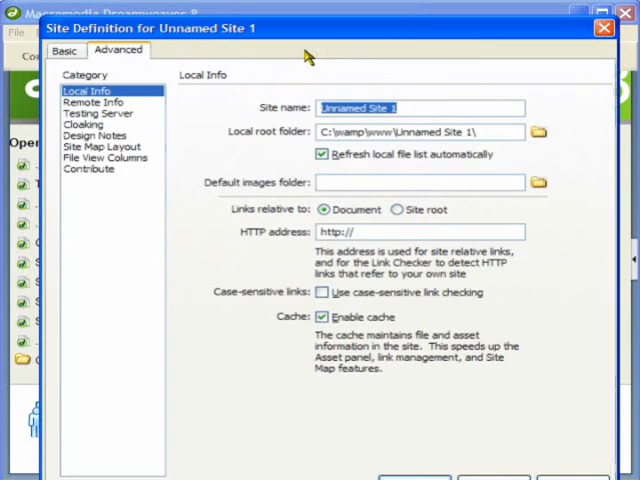 Macromedia Dreamweaver 8
File
Site Definition for Unnamed Site 1
Basic
Advanced
Category
Local Info
Local Info
Remote Info
Testing Server
Cloaking
Design Notes
Site Map Layout
File View Columns
Contribute
Site name: Unnamed Site 1
Local root folder: C:\wamp\www\Unnamed Site 1\
Refresh local file list automatically
Default images folder:
Links relative to: Document Site root
HTTP address: http://
This address is used for site relative links,
and for the Link Checker to detect HTTP
links that refer to your own site
Case-sensitive links: Use case-sensitive link checking
Cache: Enable cache
The cache maintains file and asset
information in the site. This speeds up the
Asset panel, link management, and Site
Map features.